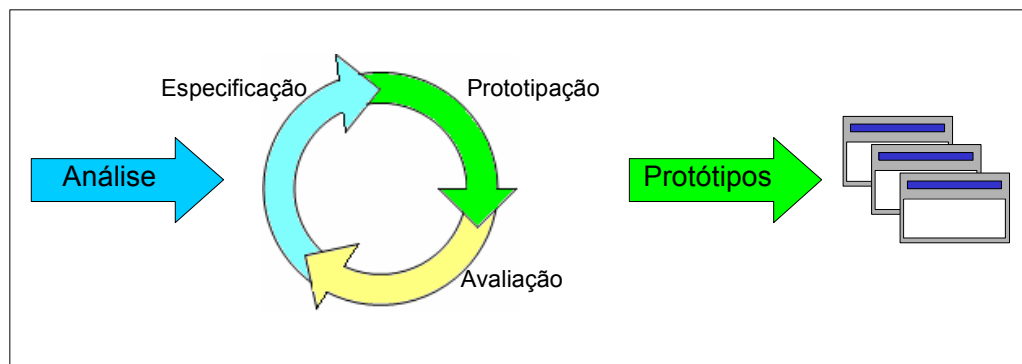 Especificação
Prototipação
Análise
Protótipos
Avaliação